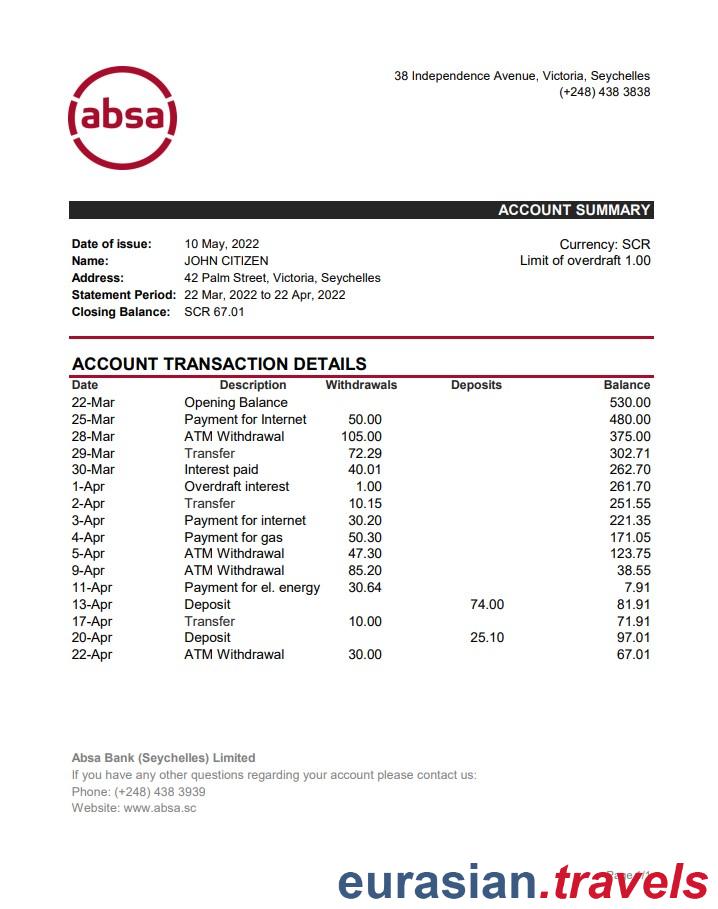 absa
38 Independence Avenue, Victoria, Seychelles
(+248) 438 3838
ACCOUNT SUMMARY
Date of issue: 10 May, 2022
Currency: SCR
Name: JOHN CITIZEN
Limit of overdraft 1.00
Address: 42 Palm Street, Victoria, Seychelles
Statement Period: 22 Mar, 2022 to 22 Apr, 2022
Closing Balance: SCR 67.01
ACCOUNT TRANSACTION DETAILS
Date Description Withdrawals Deposits Balance
22-Mar Opening Balance 530.00
25-Mar Payment for Internet 50.00 480.00
28-Mar ATM Withdrawal 105.00 375.00
29-Mar Transfer 72.29 302.71
30-Mar Interest paid 40.01 262.70
1-Apr Overdraft interest 1.00 261.70
2-Apr Transfer 10.15 251.55
3-Apr Payment for internet 30.20 221.35
4-Apr Payment for gas 50.30 171.05
5-Apr ATM Withdrawal 47.30 123.75
9-Apr ATM Withdrawal 85.20 38.55
11-Apr Payment for el. energy 30.64 7.91
13-Apr Deposit 74.00 81.91
17-Apr Transfer 10.00 71.91
20-Apr Deposit 25.10 97.01
22-Apr ATM Withdrawal 30.00 67.01
Absa Bank (Seychelles) Limited
If you have any other questions regarding your account please contact us:
Phone: (+248) 438 3939
Website: www.absa.sc
Page 1/1
eurasian.travels